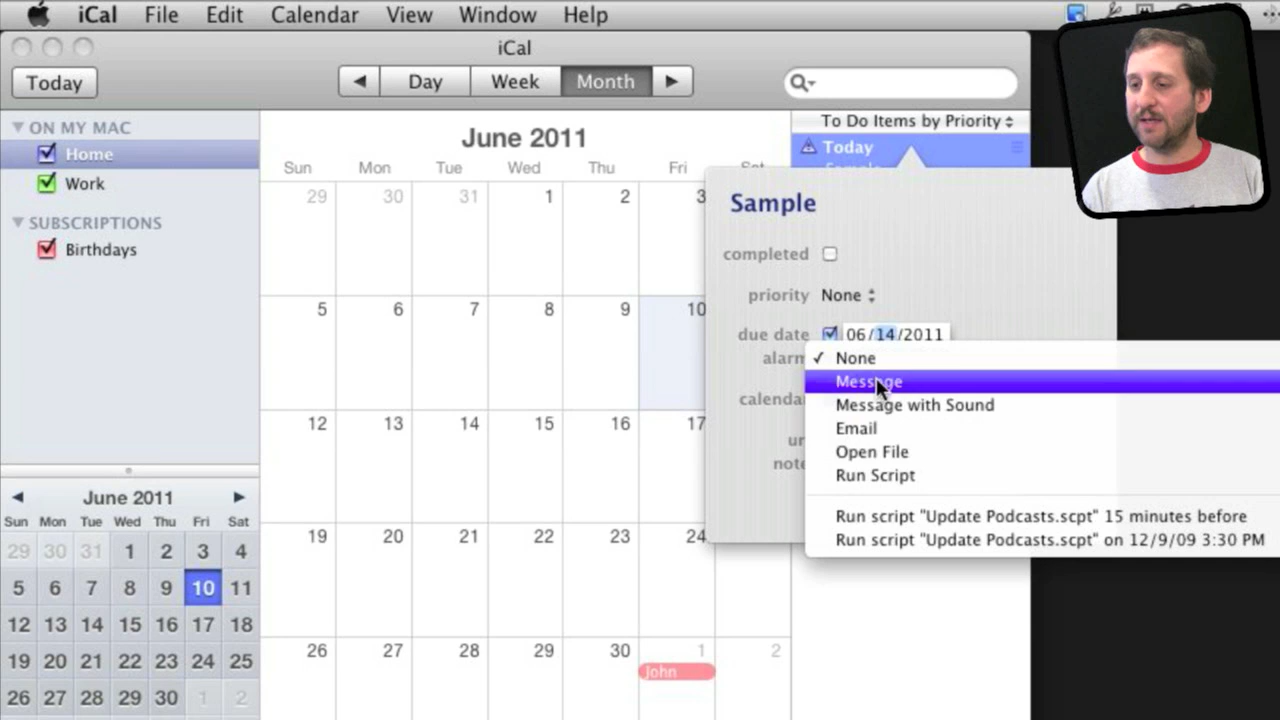 iCal File Edit Calendar View Window Help
iCal
Today
Day Week Month
To Do Items by Priority
ON MY MAC
Home
Work
SUBSCRIPTIONS
Birthdays
June 2011
Sun Mon Tue Wed Thu Fri Sat
29 30 31 1 2 3
5 6 7 8 9 10
12 13 14 15 16 17
19 20 21 22 23 24
26 27 28 29 30 1 2
John
Today
Sample
Sample
completed
priority None
due date 06/14/2011
alarm
None
Message
Message with Sound
Email
Open File
Run Script
Run script "Update Podcasts.scpt" 15 minutes before
Run script "Update Podcasts.scpt" on 12/9/09 3:30 PM
calenda
ur
note
June 2011
Sun Mon Tue Wed Thu Fri Sat
29 30 31 1 2 3 4
5 6 7 8 9 10 11
12 13 14 15 16 17 18
19 20 21 22 23 24 25
26 27 28 29 30 1 2